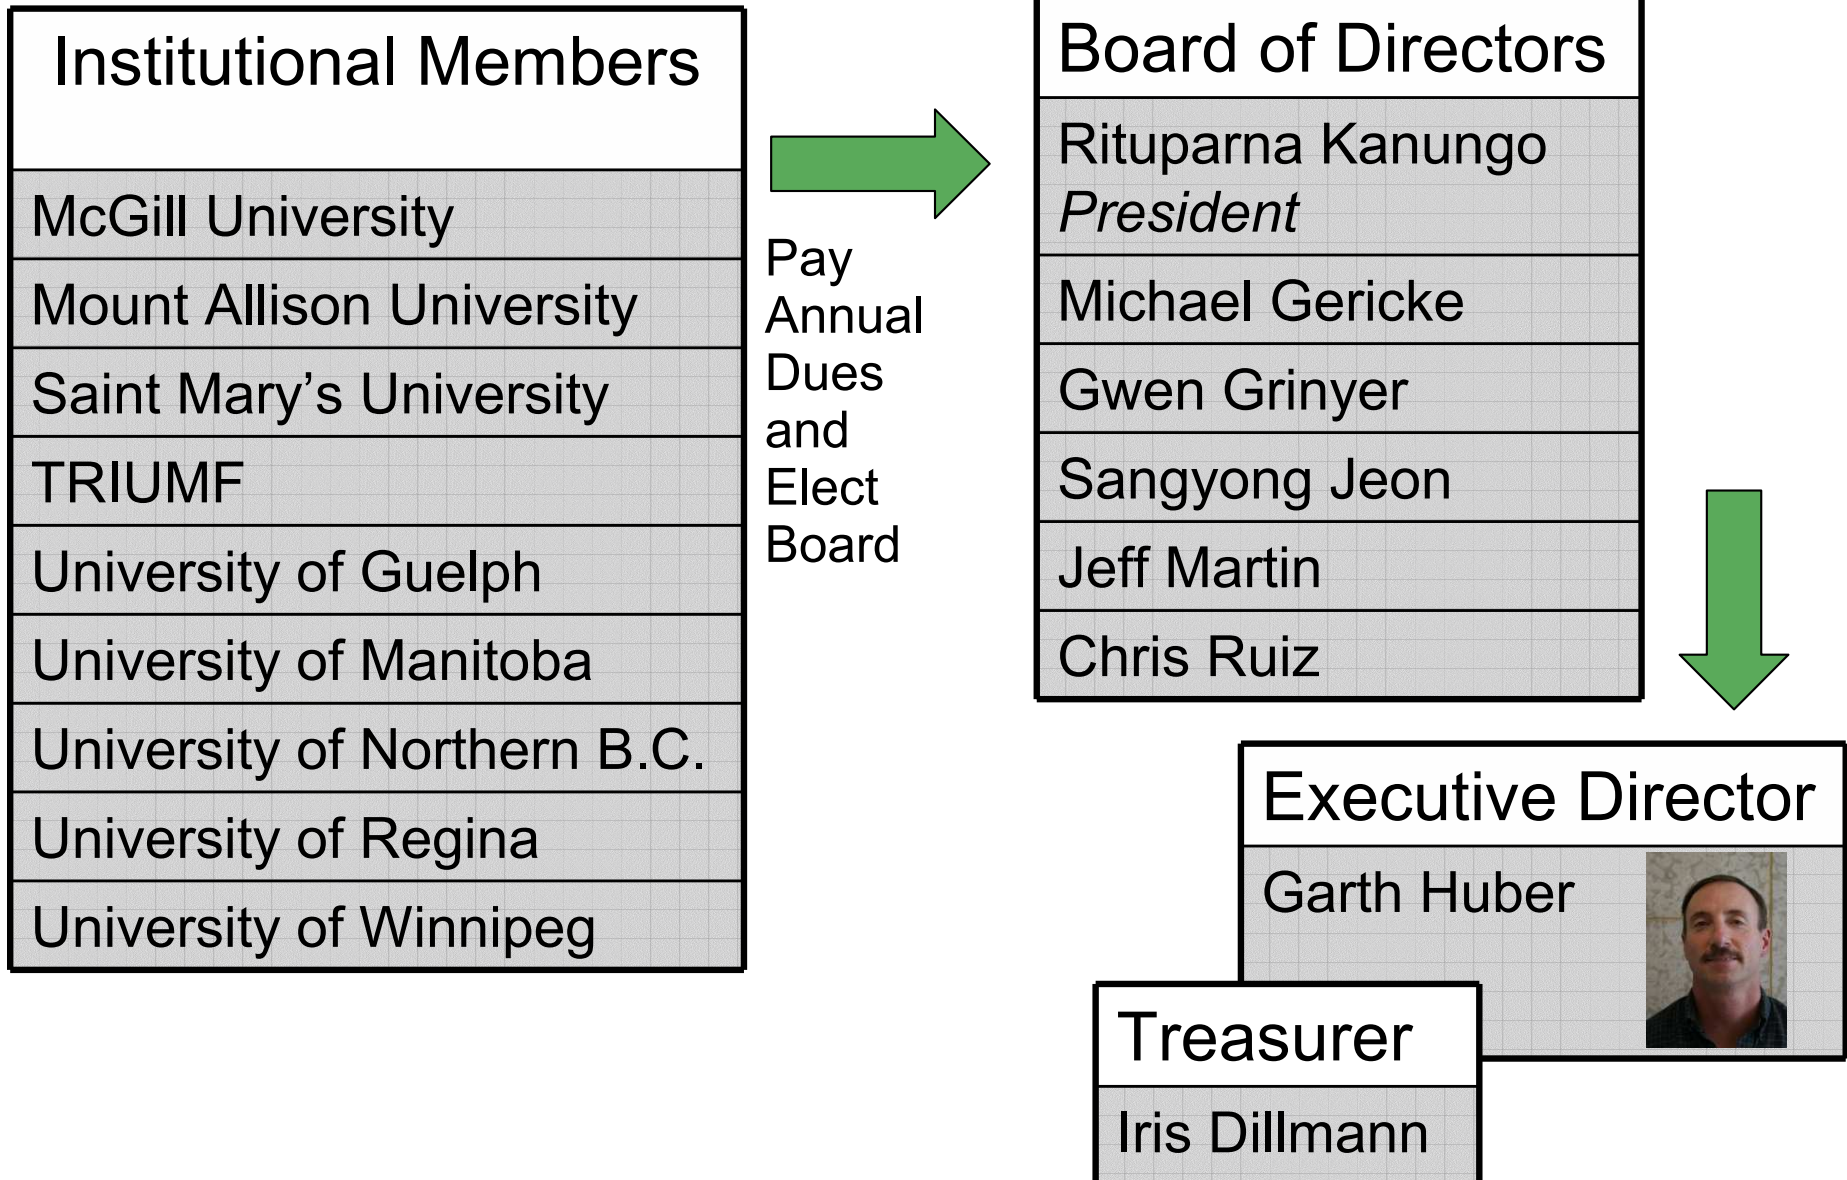 Institutional Members
McGill University
Mount Allison University
Saint Mary’s University
TRIUMF
University of Guelph
University of Manitoba
University of Northern B.C.
University of Regina
University of Winnipeg
Pay
Annual
Dues
and
Elect
Board
Board of Directors
Rituparna Kanungo
President
Michael Gericke
Gwen Grinyer
Sangyong Jeon
Jeff Martin
Chris Ruiz
Executive Director
Garth Huber
Treasurer
Iris Dillmann